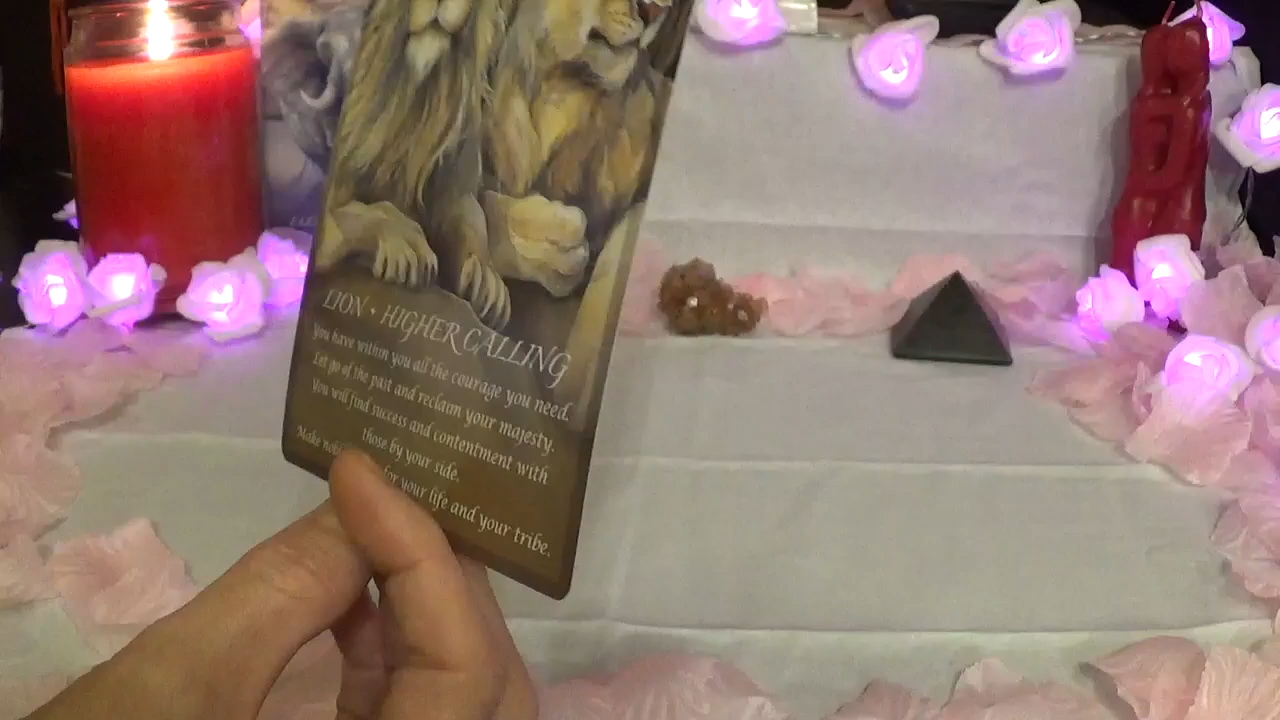 LION • HIGHER CALLING
You have within you all the courage you need.
Let go of the past and reclaim your majesty.
You will find success and contentment with
those by your side.
Make for your life and your tribe.